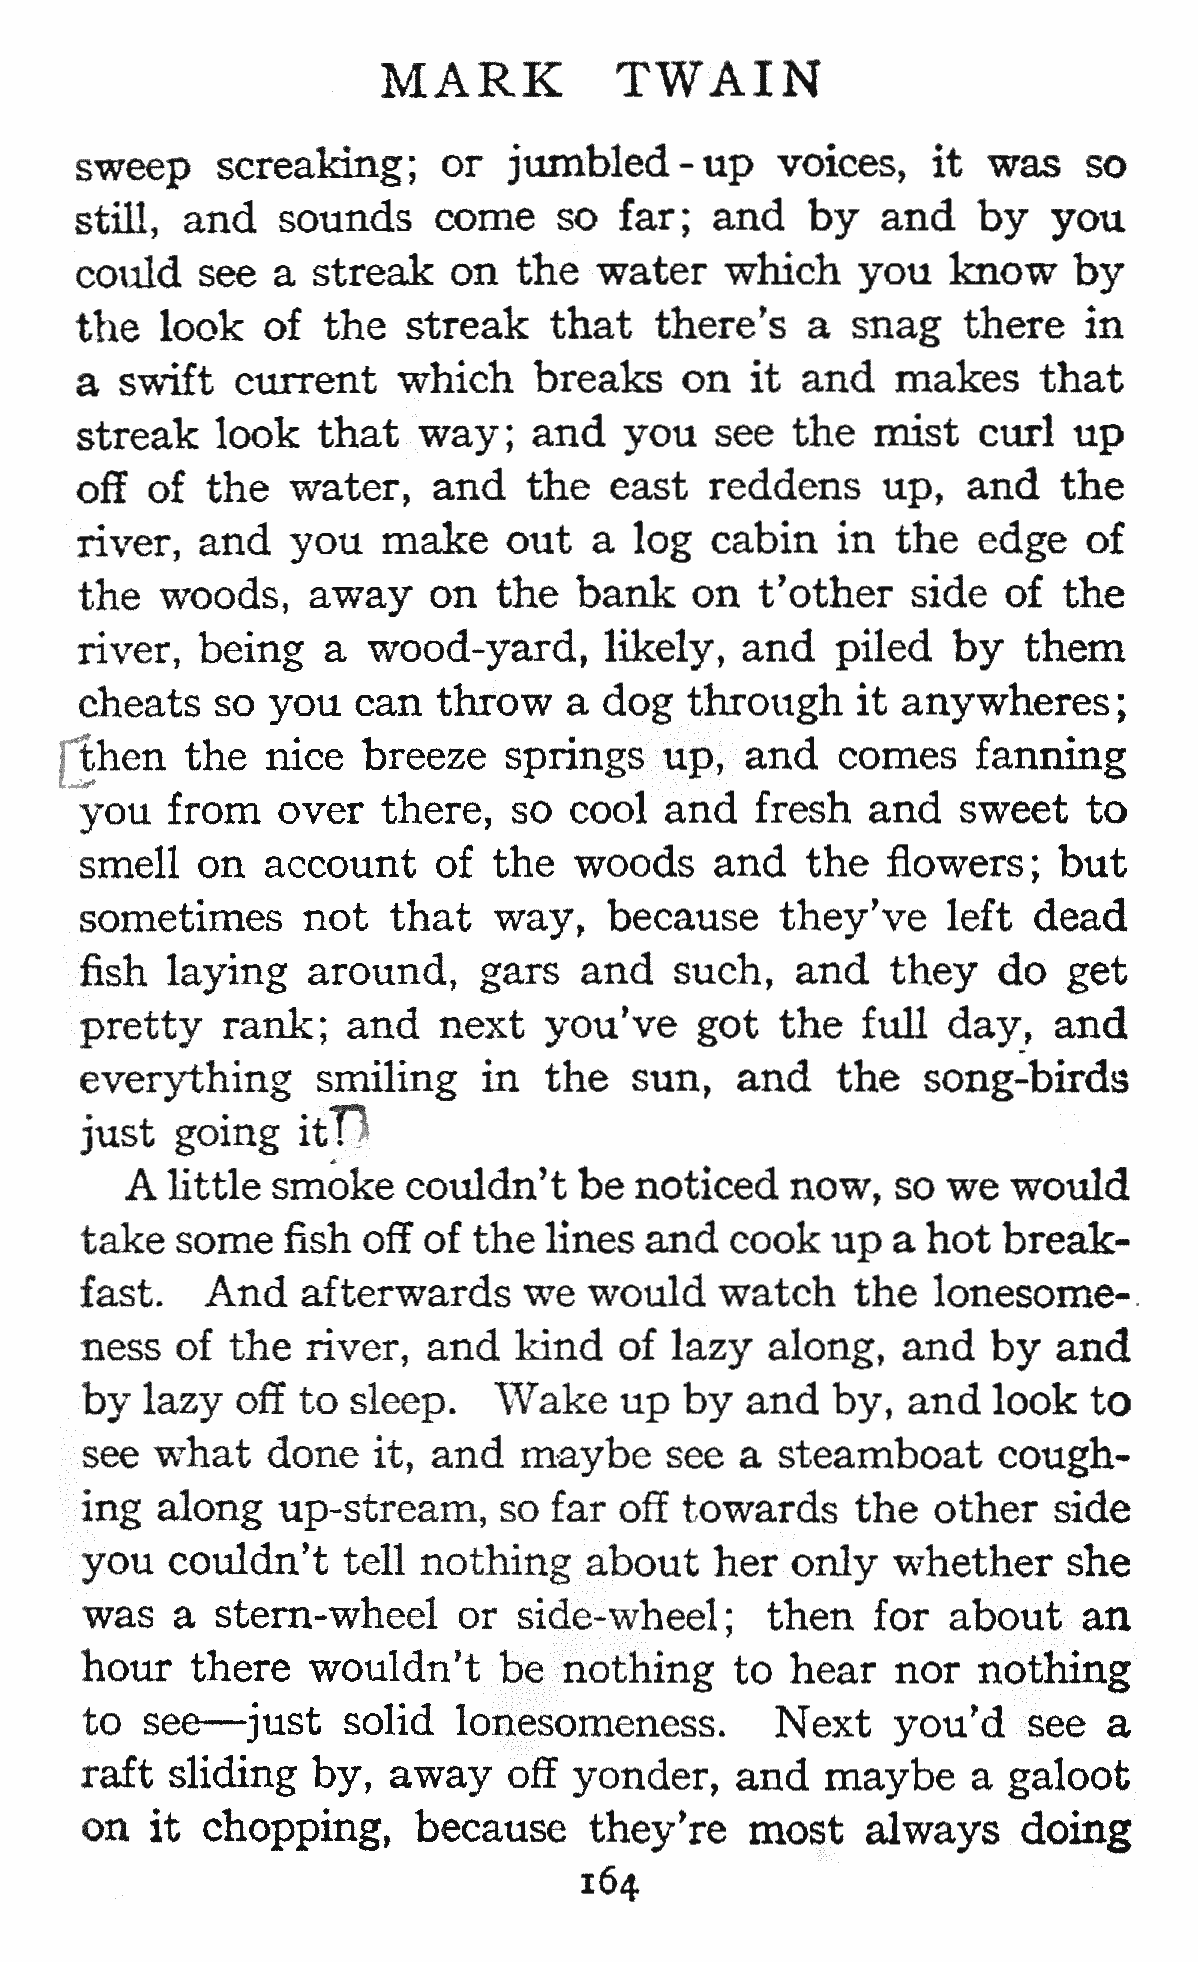 MARK TWAIN
sweep screaking; or jumbled-up voices, it was so
still, and sounds come so far; and by and by you
could see a streak on the water which you know by
the look of the streak that there's a snag there in
a swift current which breaks on it and makes that
streak look that way; and you see the mist curl up
off of the water, and the east reddens up, and the
river, and you make out a log cabin in the edge of
the woods, away on the bank on t'other side of the
river, being a wood-yard, likely, and piled by them
cheats so you can throw a dog through it anywheres;
[then the nice breeze springs up, and comes fanning
you from over there, so cool and fresh and sweet to
smell on account of the woods and the flowers; but
sometimes not that way, because they've left dead
fish laying around, gars and such, and they do get
pretty rank; and next you've got the full day, and
everything smiling in the sun, and the song-birds
just going it!]
A little smoke couldn't be noticed now, so we would
take some fish off of the lines and cook up a hot break-
fast. And afterwards we would watch the lonesome-
ness of the river, and kind of lazy along, and by and
by lazy off to sleep. Wake up by and by, and look to
see what done it, and maybe see a steamboat cough-
ing along up-stream, so far off towards the other side
you couldn't tell nothing about her only whether she
was a stern-wheel or side-wheel; then for about an
hour there wouldn't be nothing to hear nor nothing
to see—just solid lonesomeness. Next you'd see a
raft sliding by, away off yonder, and maybe a galoot
on it chopping, because they're most always doing
164